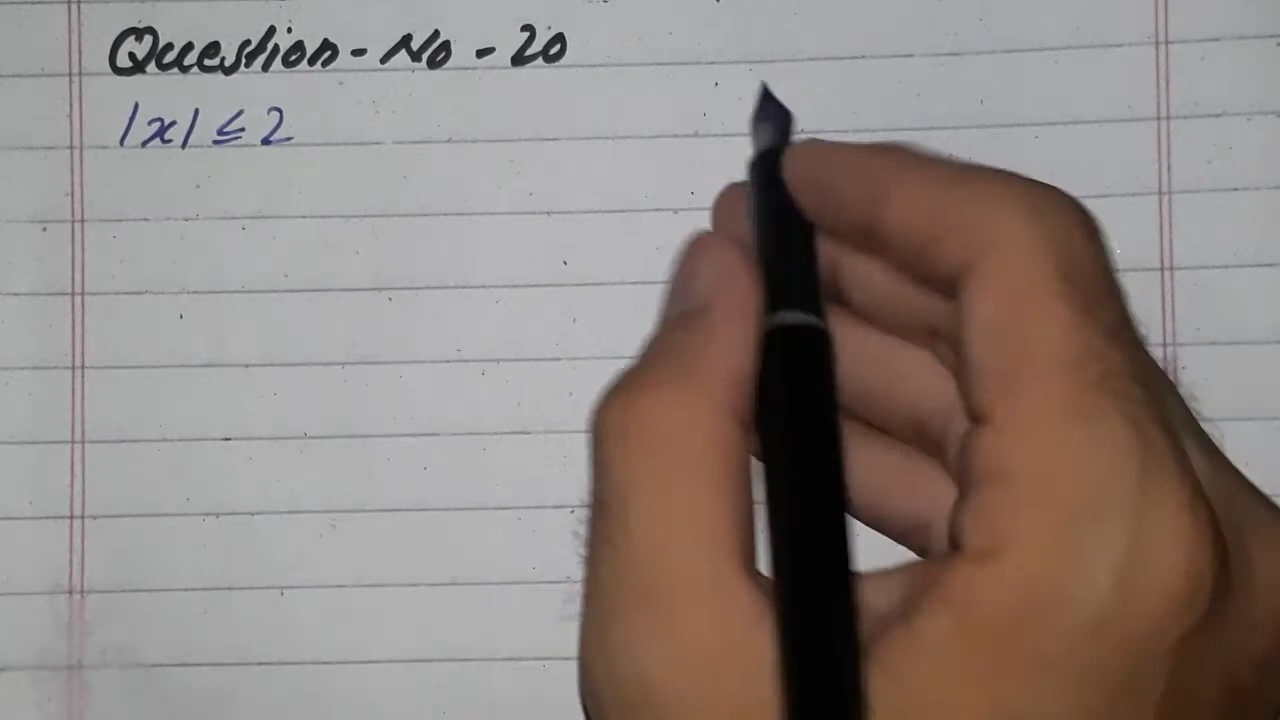 Question - No - 20
|x| ≤ 2